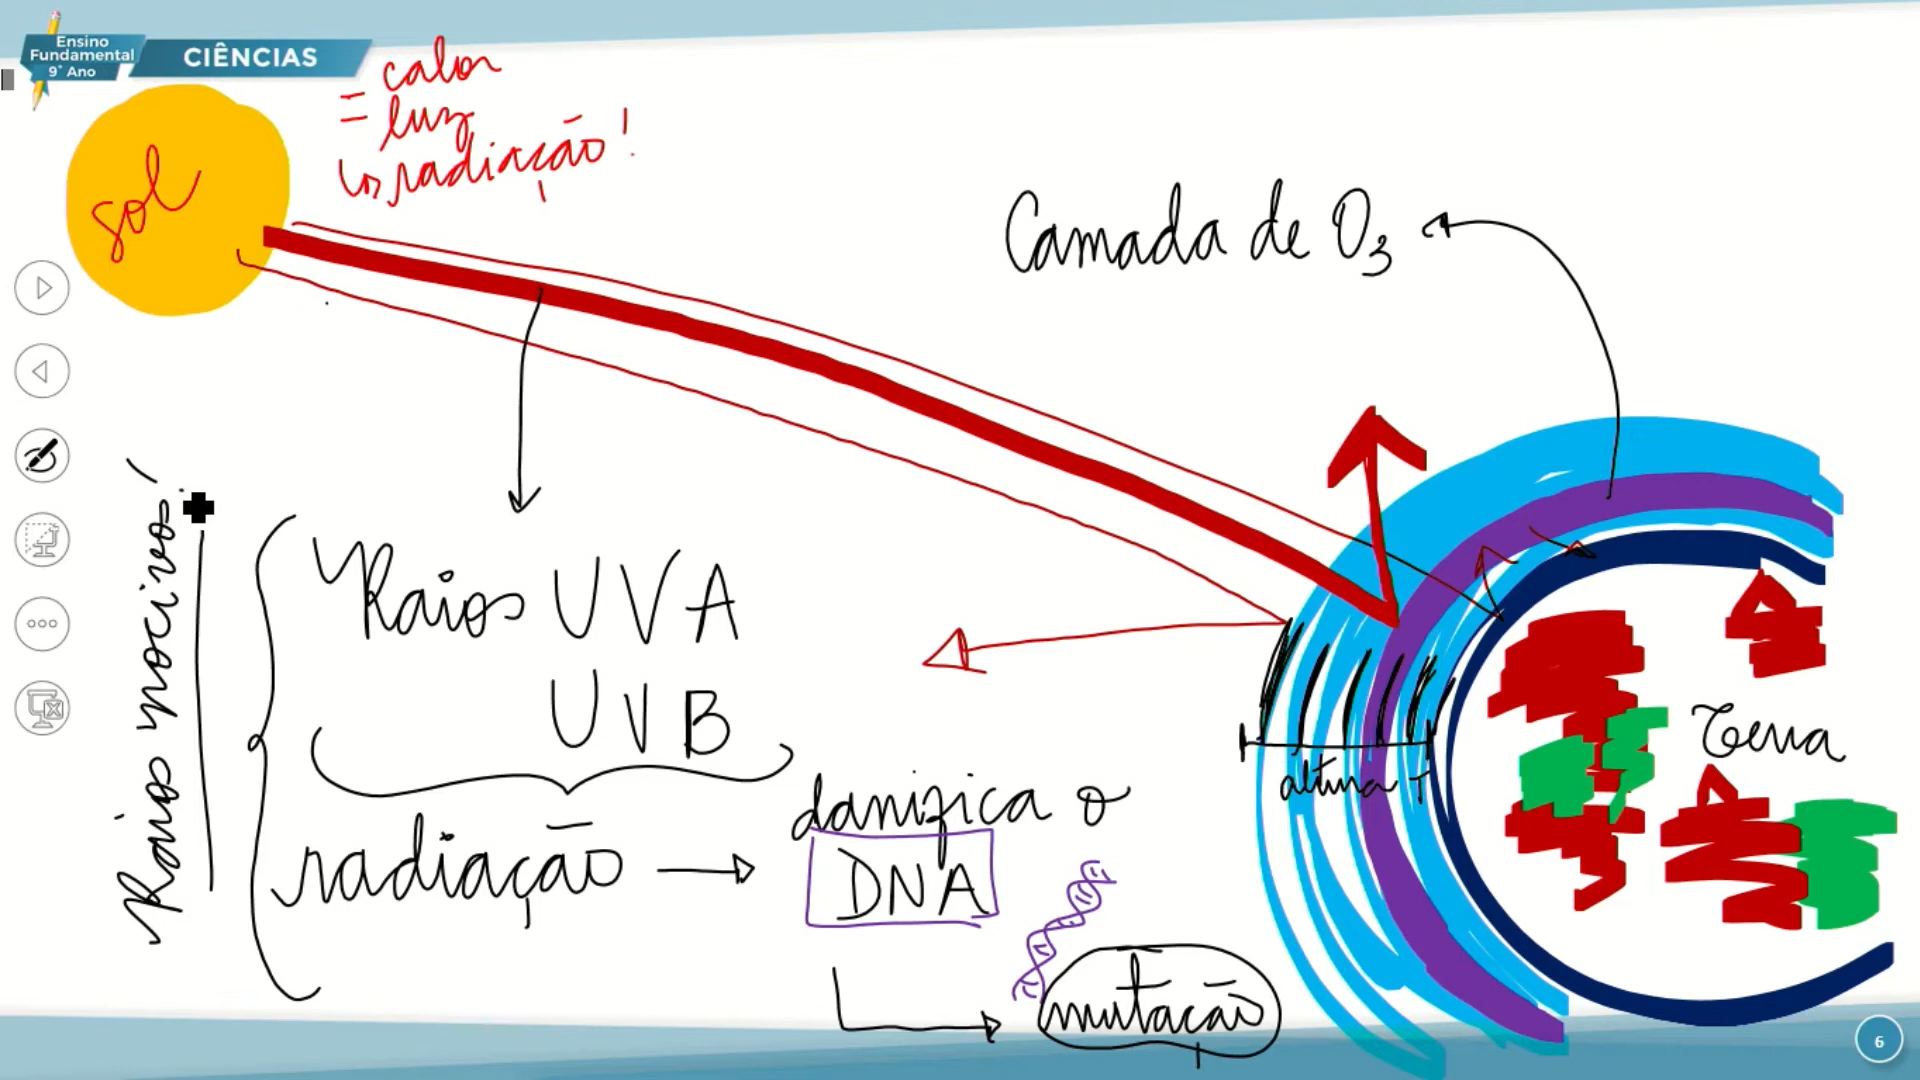 Ensino
Fundamental
9° Ano
CIÊNCIAS
= calor
luz
↳ radiação!
sol
Camada de O3
Raios nocivos!
Raios UVA
UVB
radiação → danifica o
DNA
mutação
altura
Terra
6